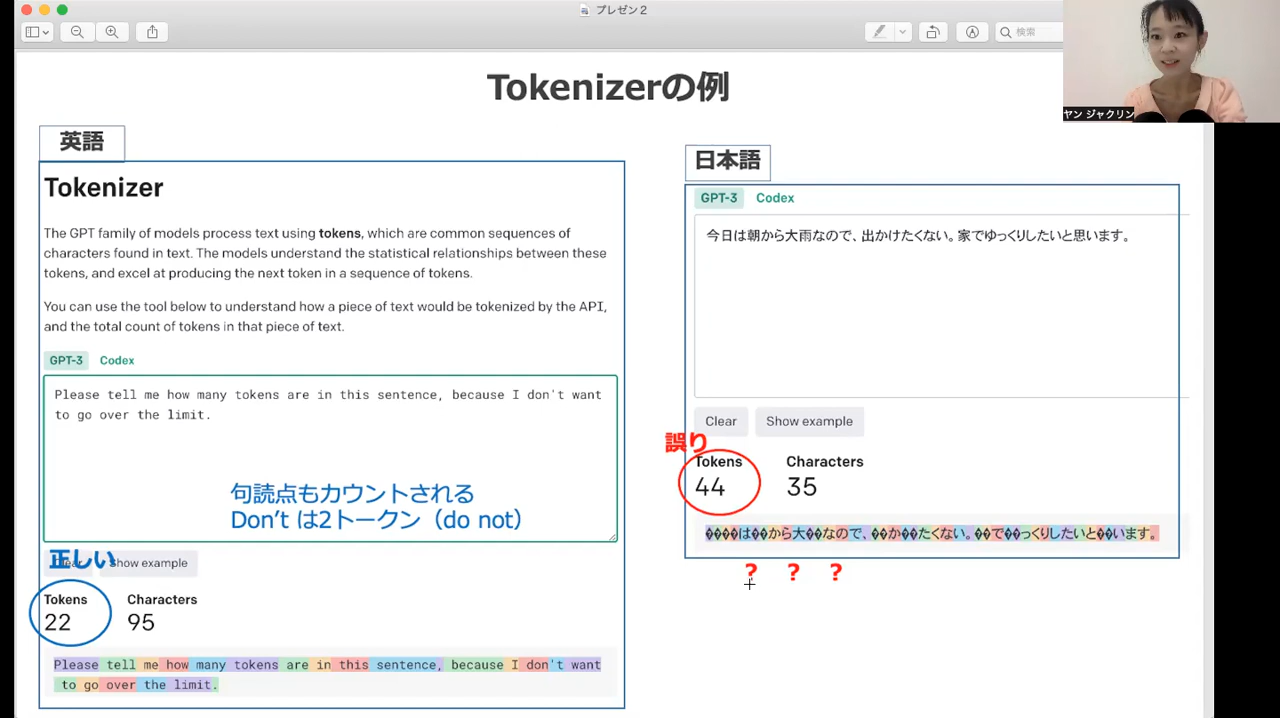 プレゼン2
検索
ヤン ジャクリン
Tokenizerの例
英語
Tokenizer
The GPT family of models process text using tokens, which are common sequences of
characters found in text. The models understand the statistical relationships between these
tokens, and excel at producing the next token in a sequence of tokens.
You can use the tool below to understand how a piece of text would be tokenized by the API,
and the total count of tokens in that piece of text.
GPT-3 Codex
Please tell me how many tokens are in this sentence, because I don't want
to go over the limit.
句読点もカウントされる
Don’t は2トークン（do not）
正しい
Show example
Tokens Characters
22 95
Please tell me how many tokens are in this sentence, because I don't want
to go over the limit.
日本語
GPT-3 Codex
今日は朝から大雨なので、出かけたくない。家でゆっくりしたいと思います。
Clear Show example
誤り
Tokens Characters
44 35
����は��から大��なので、��か��たくない。��で��っくりしたいと��います。
? ? ?